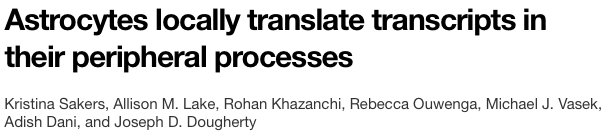 Astrocytes locally translate transcripts in
their peripheral processes
Kristina Sakers, Allison M. Lake, Rohan Khazanchi, Rebecca Ouwenga, Michael J. Vasek,
Adish Dani, and Joseph D. Dougherty